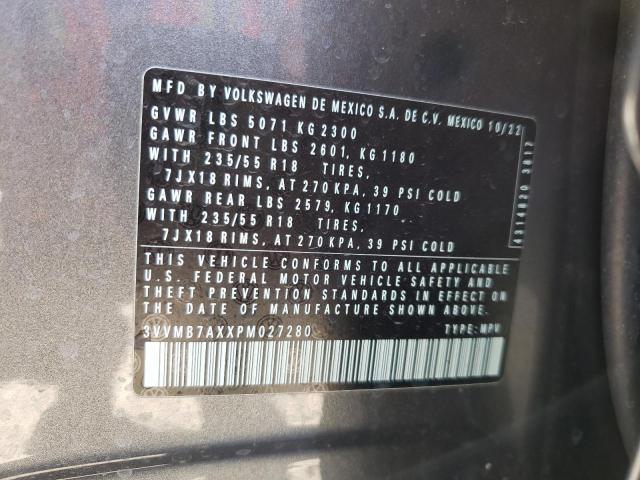 MFD BY VOLKSWAGEN DE MEXICO S.A. DE C.V. MEXICO 10/22
GVWR LBS 5071 KG 2300
GAWR FRONT LBS 2601, KG 1180
WITH 235/55 R18 TIRES,
7JX18 RIMS, AT 270 KPA, 39 PSI COLD
GAWR REAR LBS 2579, KG 1170
WITH 235/55 R18 TIRES,
7JX18 RIMS, AT 270 KPA, 39 PSI COLD
THIS VEHICLE CONFORMS TO ALL APPLICABLE
U.S. FEDERAL MOTOR VEHICLE SAFETY AND
THEFT PREVENTION STANDARDS IN EFFECT ON
THE DATE OF MANUFACTURE SHOWN ABOVE.
3VVMB7AXXPM027280 TYPE: MPV